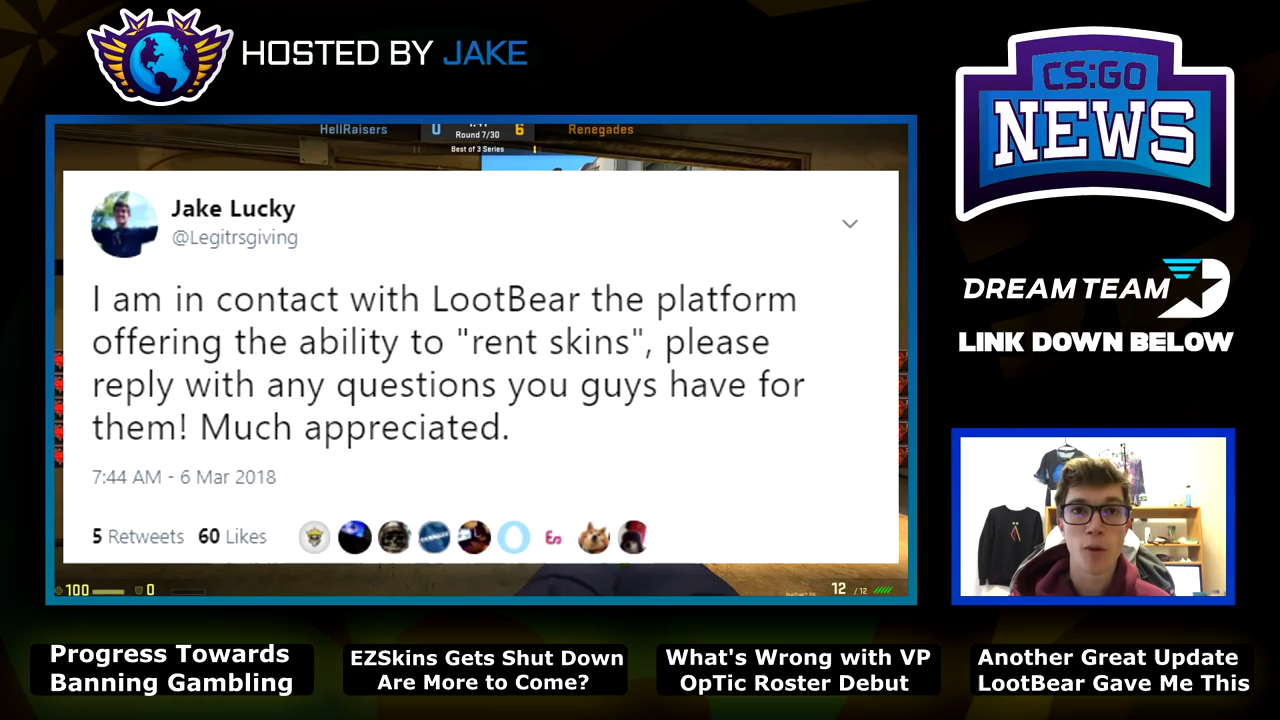 HOSTED BY JAKE
CS:GO
NEWS
HellRaisers 0 6 Renegades
Round 7/30
Best of 3 Series
Jake Lucky
@Legitrsgiving
I am in contact with LootBear the platform
offering the ability to "rent skins", please
reply with any questions you guys have for
them! Much appreciated.
7:44 AM - 6 Mar 2018
5 Retweets 60 Likes
100 0
12 / 12
DREAM TEAM
LINK DOWN BELOW
Progress Towards
Banning Gambling
EZSkins Gets Shut Down
Are More to Come?
What's Wrong with VP
OpTic Roster Debut
Another Great Update
LootBear Gave Me This